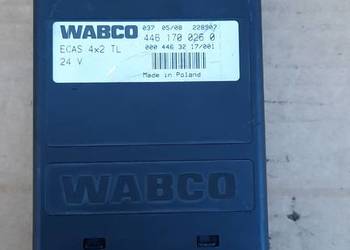 WABCO 037 05/08 228907
446 170 026 0
ECAS 4x2 TL 000 446 32 17/001
24 V
Made in Poland
WABCO